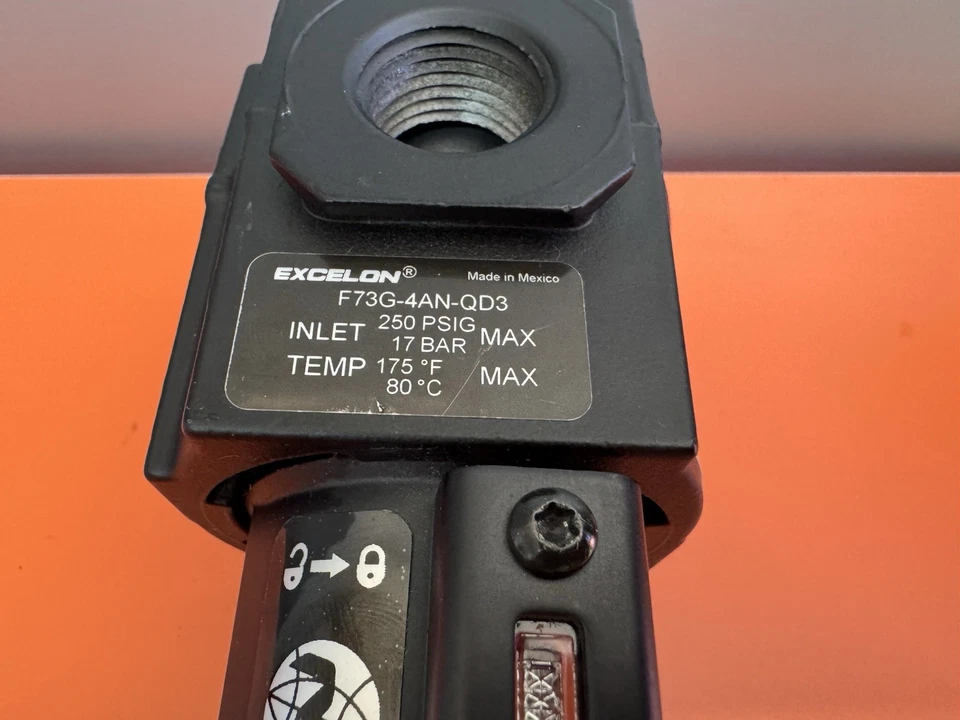 EXCELON® Made in Mexico
F73G-4AN-QD3
INLET 250 PSIG 17 BAR MAX
TEMP 175 °F 80 °C MAX